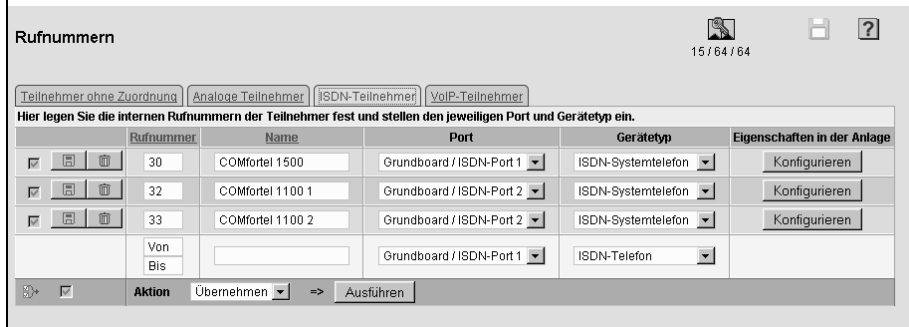 Rufnummern
15 / 64 / 64
?
Teilnehmer ohne Zuordnung Analoge Teilnehmer ISDN-Teilnehmer VoIP-Teilnehmer
Hier legen Sie die internen Rufnummern der Teilnehmer fest und stellen den jeweiligen Port und Gerätetyp ein.
Rufnummer Name Port Gerätetyp Eigenschaften in der Anlage
30 COMfortel 1500 Grundboard / ISDN-Port 1 ISDN-Systemtelefon Konfigurieren
32 COMfortel 1100 1 Grundboard / ISDN-Port 2 ISDN-Systemtelefon Konfigurieren
33 COMfortel 1100 2 Grundboard / ISDN-Port 2 ISDN-Systemtelefon Konfigurieren
Von
Bis
Grundboard / ISDN-Port 1 ISDN-Telefon
Aktion Übernehmen => Ausführen